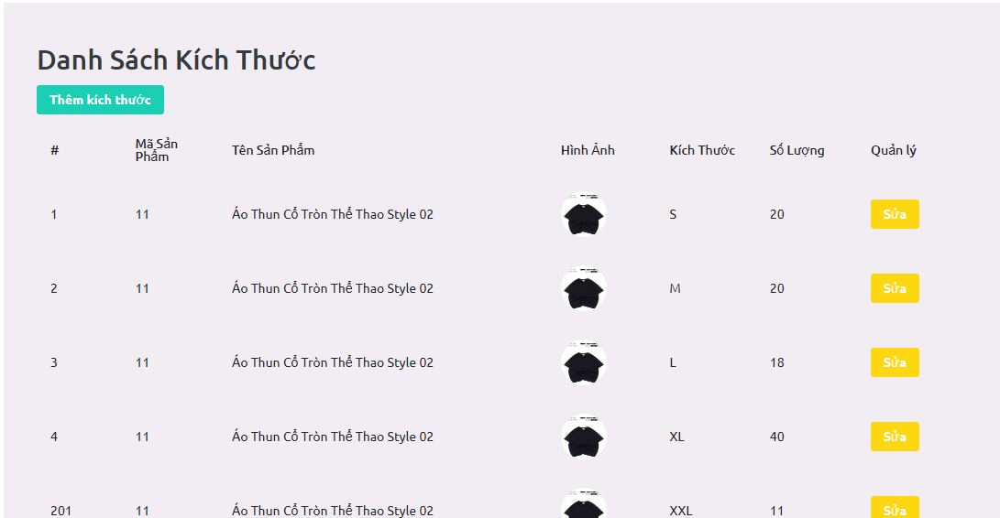 Danh Sách Kích Thước
Thêm kích thước
# Mã Sản Phẩm Tên Sản Phẩm Hình Ảnh Kích Thước Số Lượng Quản lý
1 11 Áo Thun Cổ Tròn Thể Thao Style 02 S 20 Sửa
2 11 Áo Thun Cổ Tròn Thể Thao Style 02 M 20 Sửa
3 11 Áo Thun Cổ Tròn Thể Thao Style 02 L 18 Sửa
4 11 Áo Thun Cổ Tròn Thể Thao Style 02 XL 40 Sửa
201 11 Áo Thun Cổ Tròn Thể Thao Style 02 XXL 11 Sửa